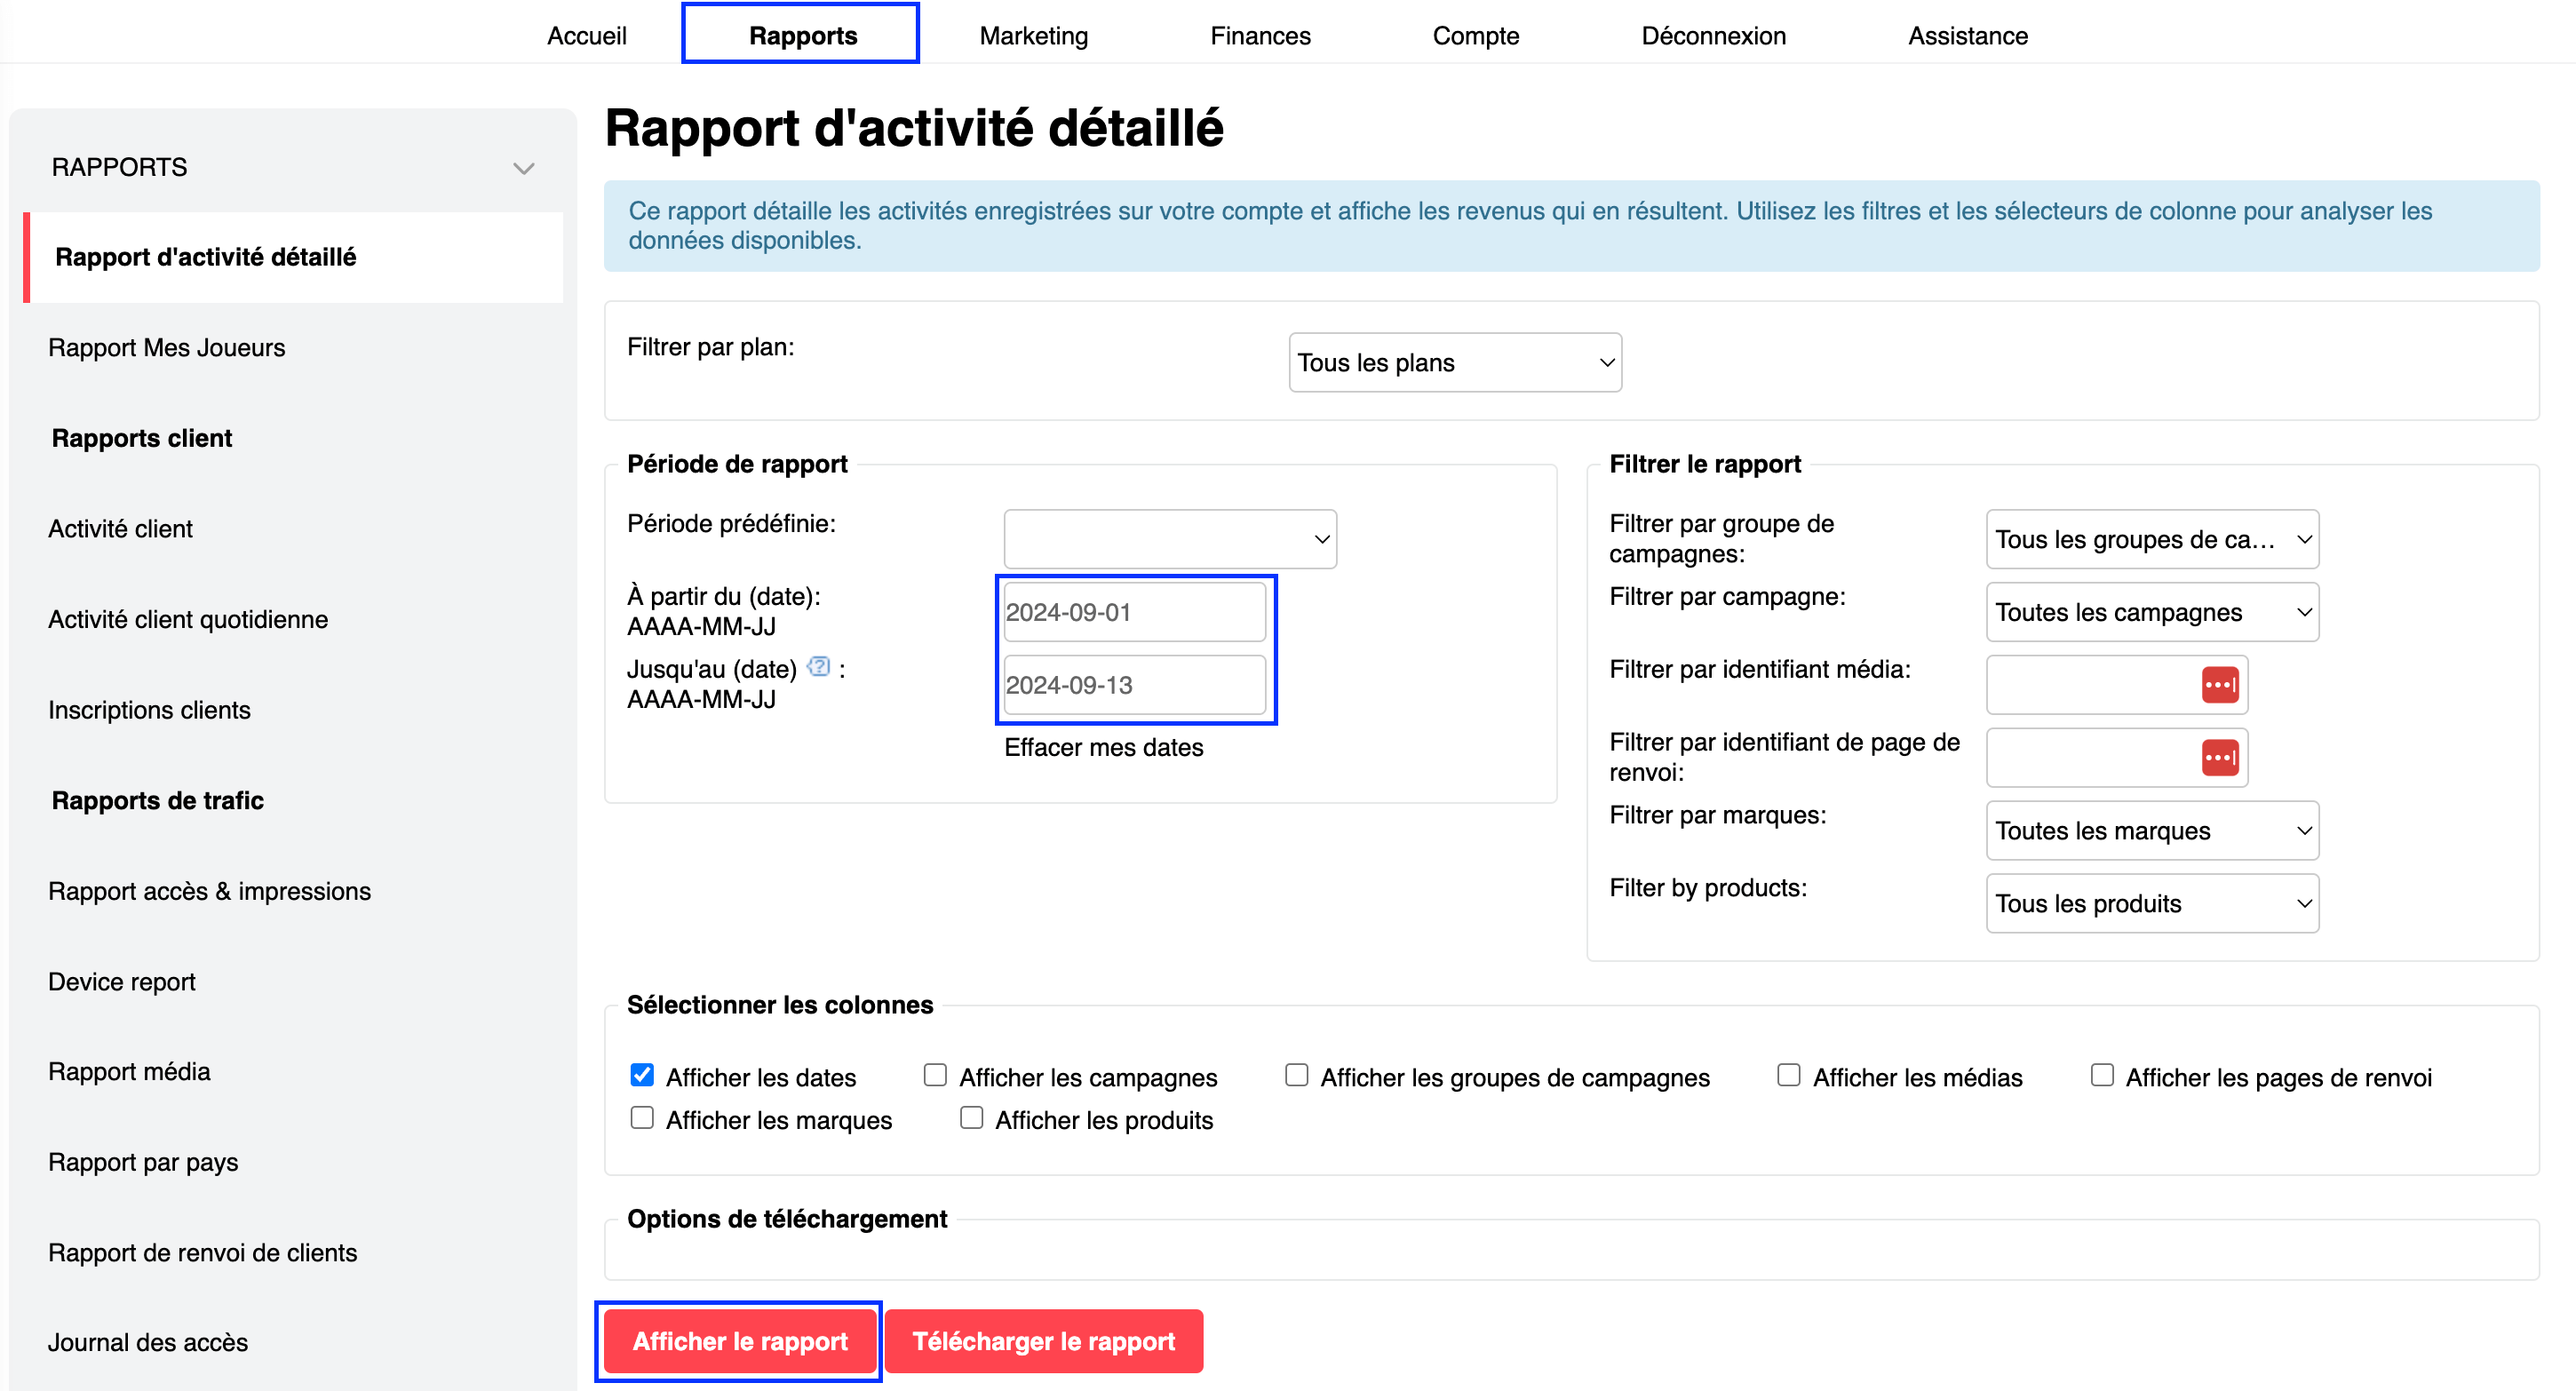 Accueil
Rapports
Marketing
Finances
Compte
Déconnexion
Assistance
RAPPORTS
Rapport d'activité détaillé
Rapport Mes Joueurs
Rapports client
Activité client
Activité client quotidienne
Inscriptions clients
Rapports de trafic
Rapport accès & impressions
Device report
Rapport média
Rapport par pays
Rapport de renvoi de clients
Journal des accès
Rapport d'activité détaillé
Ce rapport détaille les activités enregistrées sur votre compte et affiche les revenus qui en résultent. Utilisez les filtres et les sélecteurs de colonne pour analyser les
données disponibles.
Filtrer par plan:
Tous les plans
Période de rapport
Période prédéfinie:
À partir du (date):
AAAA-MM-JJ
2024-09-01
Jusqu'au (date) ? :
AAAA-MM-JJ
2024-09-13
Effacer mes dates
Filtrer le rapport
Filtrer par groupe de
campagnes:
Tous les groupes de ca...
Filtrer par campagne:
Toutes les campagnes
Filtrer par identifiant média:
Filtrer par identifiant de page de
renvoi:
Filtrer par marques:
Toutes les marques
Filter by products:
Tous les produits
Sélectionner les colonnes
Afficher les dates
Afficher les campagnes
Afficher les groupes de campagnes
Afficher les médias
Afficher les pages de renvoi
Afficher les marques
Afficher les produits
Options de téléchargement
Afficher le rapport
Télécharger le rapport